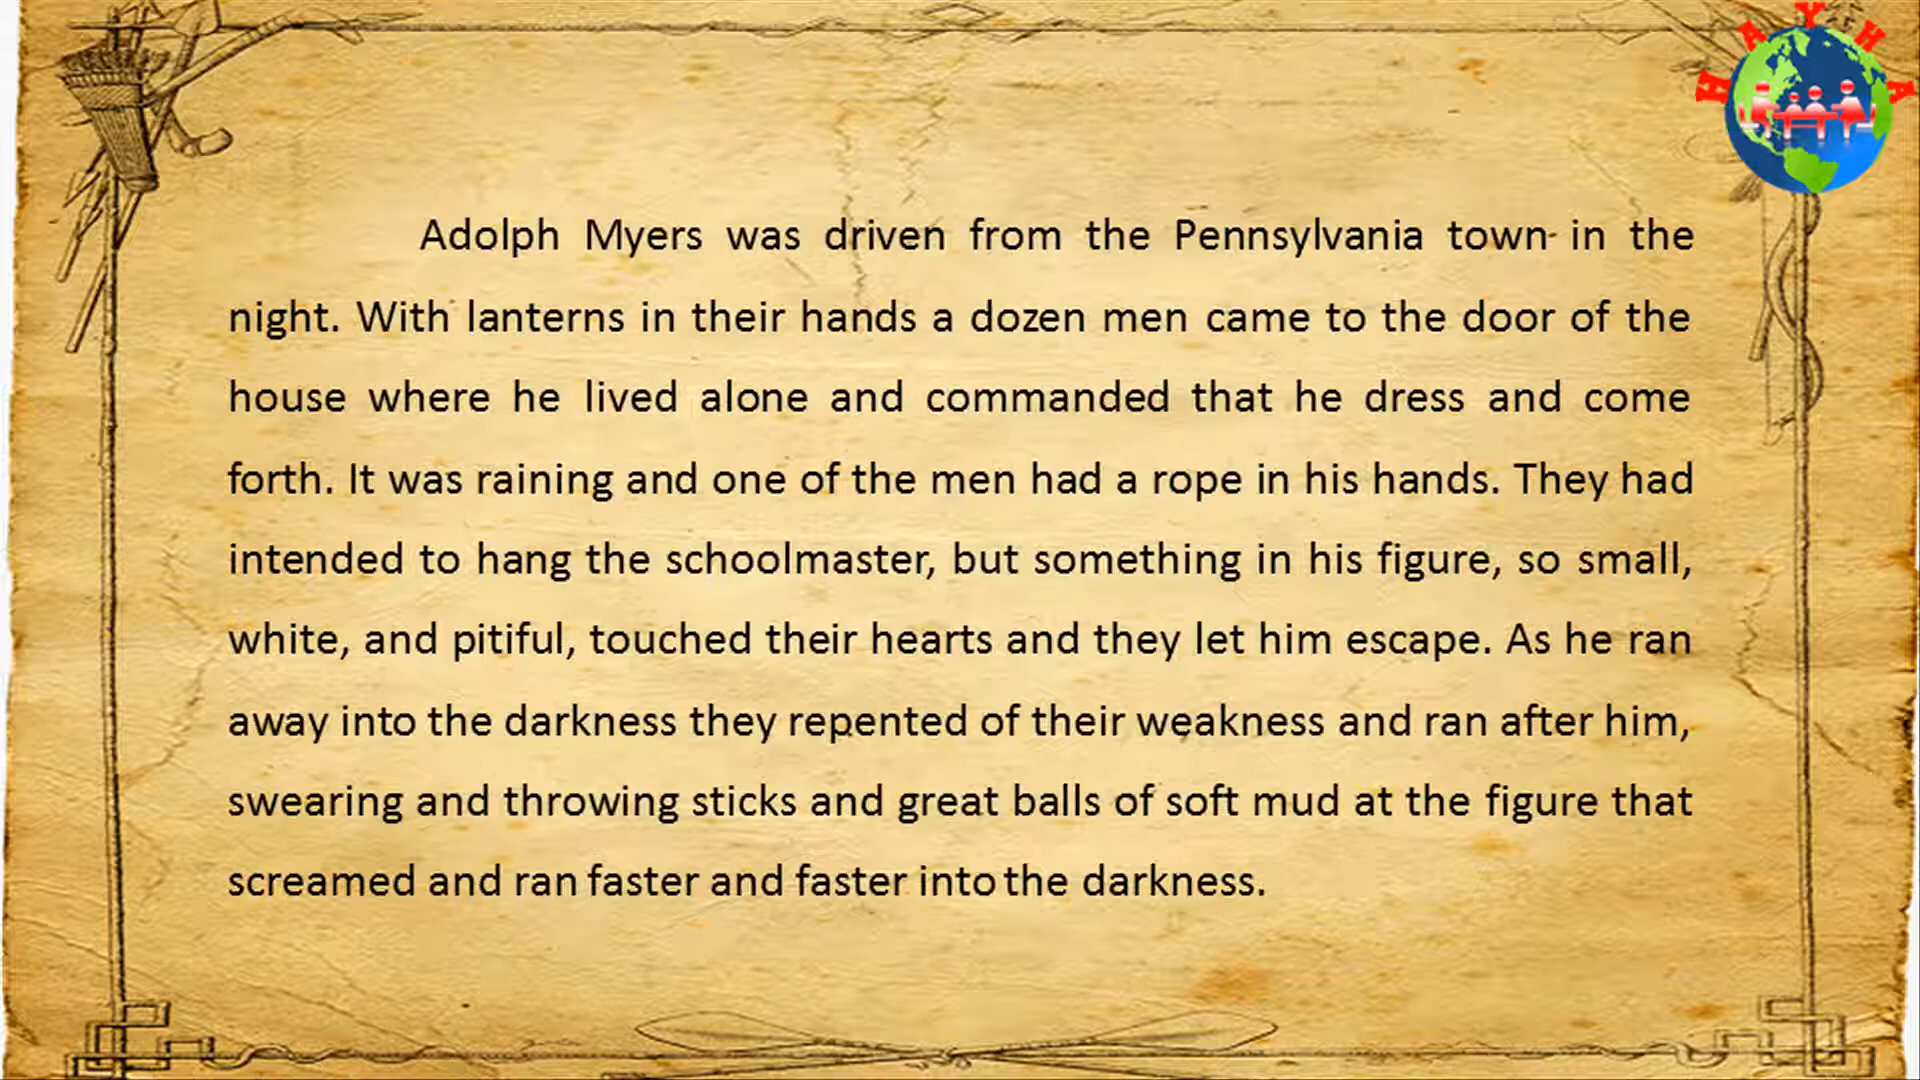 HAYHA
Adolph Myers was driven from the Pennsylvania town in the
night. With lanterns in their hands a dozen men came to the door of the
house where he lived alone and commanded that he dress and come
forth. It was raining and one of the men had a rope in his hands. They had
intended to hang the schoolmaster, but something in his figure, so small,
white, and pitiful, touched their hearts and they let him escape. As he ran
away into the darkness they repented of their weakness and ran after him,
swearing and throwing sticks and great balls of soft mud at the figure that
screamed and ran faster and faster into the darkness.